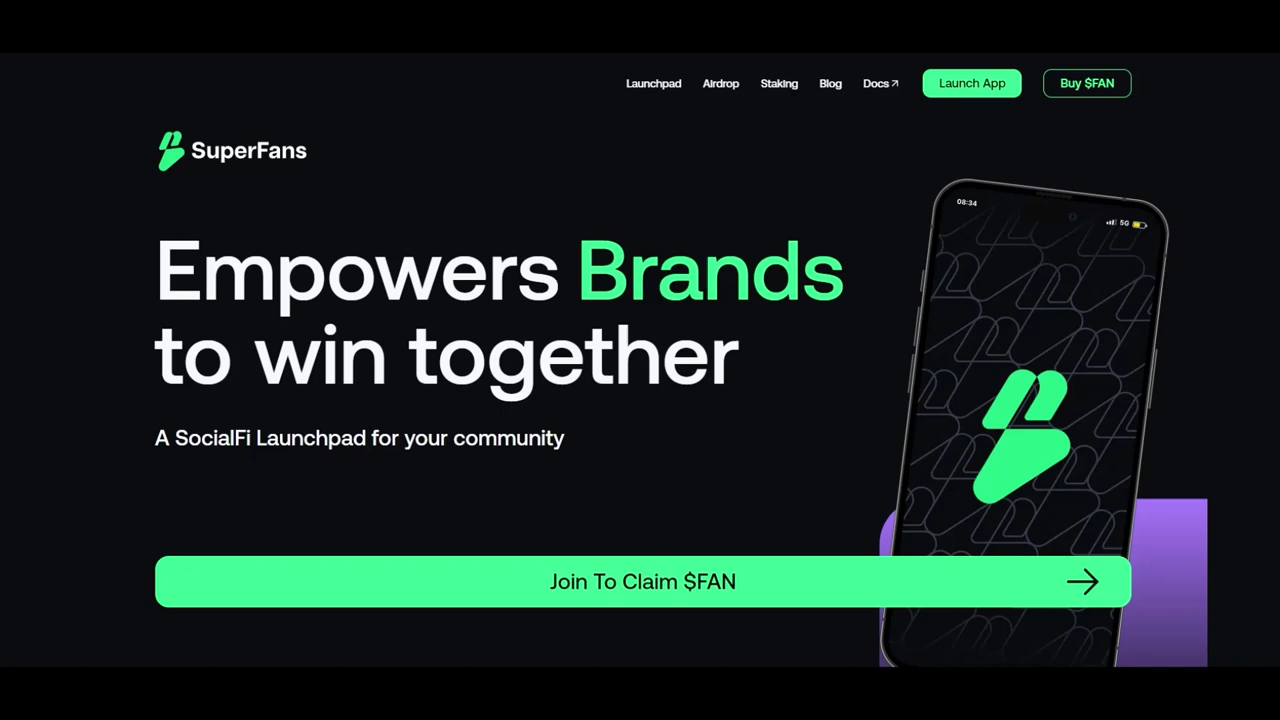 Launchpad Airdrop Staking Blog Docs↗ Launch App Buy $FAN
SuperFans
08:34 5G
Empowers Brands
to win together
A SocialFi Launchpad for your community
Join To Claim $FAN →